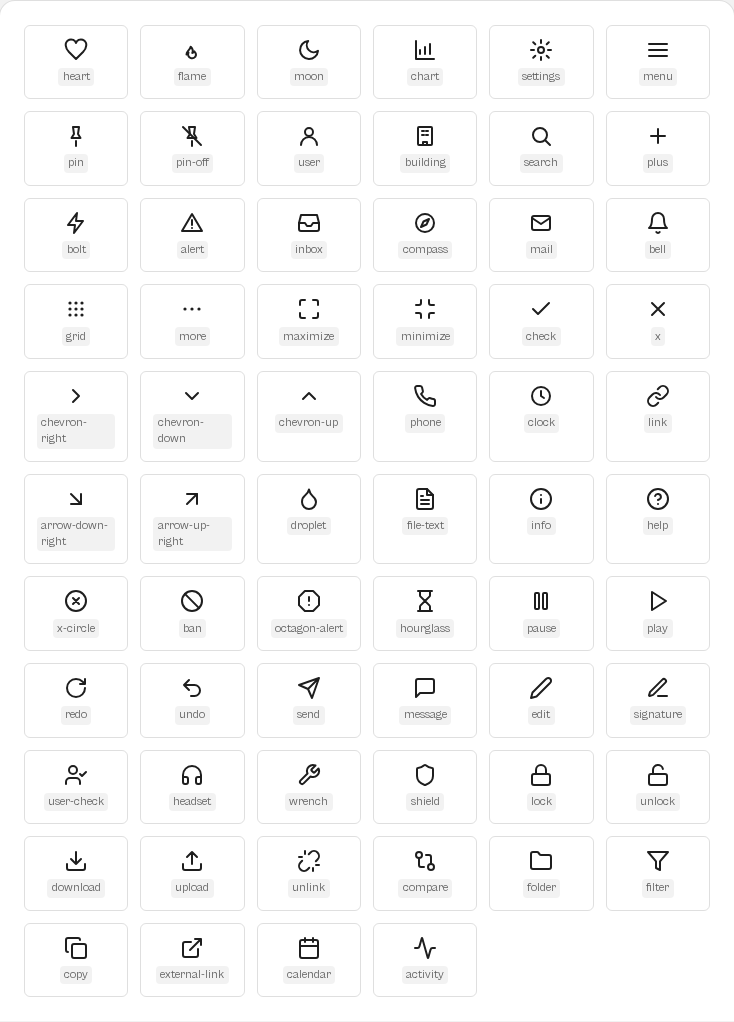 heart
flame
moon
chart
settings
menu
pin
pin-off
user
building
search
plus
bolt
alert
inbox
compass
mail
bell
grid
more
maximize
minimize
check
x
chevron-
right
chevron-
down
chevron-up
phone
clock
link
arrow-down-
right
arrow-up-
right
droplet
file-text
info
help
x-circle
ban
octagon-alert
hourglass
pause
play
redo
undo
send
message
edit
signature
user-check
headset
wrench
shield
lock
unlock
download
upload
unlink
compare
folder
filter
copy
external-link
calendar
activity